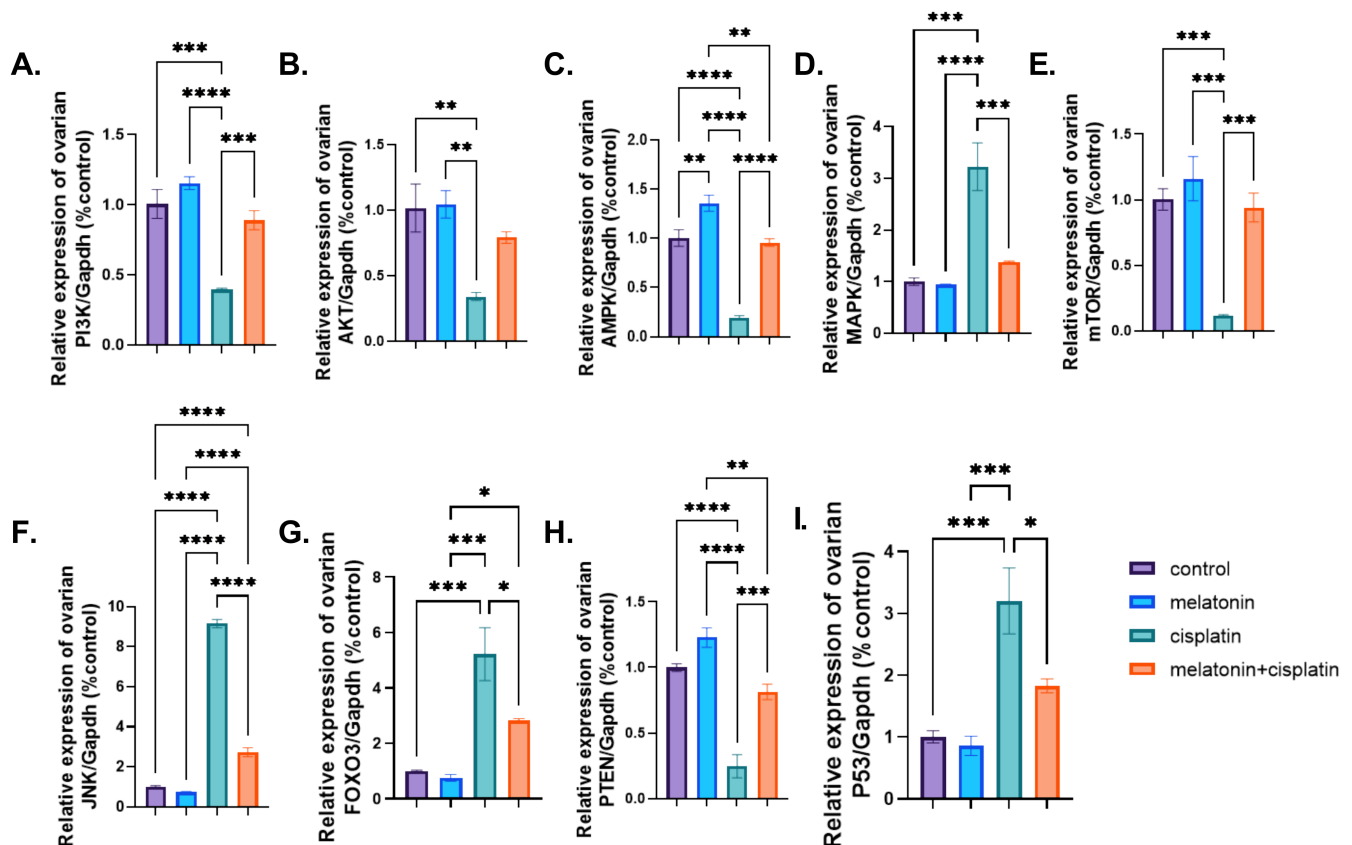 A.
Relative expression of ovarian
PI3K/Gapdh (%control)
1.5
1.0
0.5
0.0
***
****
***
B.
Relative expression of ovarian
AKT/Gapdh (%control)
1.5
1.0
0.5
0.0
**
**
C.
Relative expression of ovarian
AMPK/Gapdh (%control)
2.0
1.5
1.0
0.5
0.0
**
****
****
**
****
D.
Relative expression of ovarian
MAPK/Gapdh (%control)
4
3
2
1
0
***
****
***
E.
Relative expression of ovarian
mTOR/Gapdh (%control)
1.5
1.0
0.5
0.0
***
***
***
F.
Relative expression of ovarian
JNK/Gapdh (%control)
10
8
6
4
2
0
****
****
****
****
****
G.
Relative expression of ovarian
FOXO3/Gapdh (%control)
8
6
4
2
0
*
***
***
*
H.
Relative expression of ovarian
PTEN/Gapdh (%control)
1.5
1.0
0.5
0.0
**
****
****
***
I.
Relative expression of ovarian
P53/Gapdh (%control)
4
3
2
1
0
***
***
*
control
melatonin
cisplatin
melatonin+cisplatin